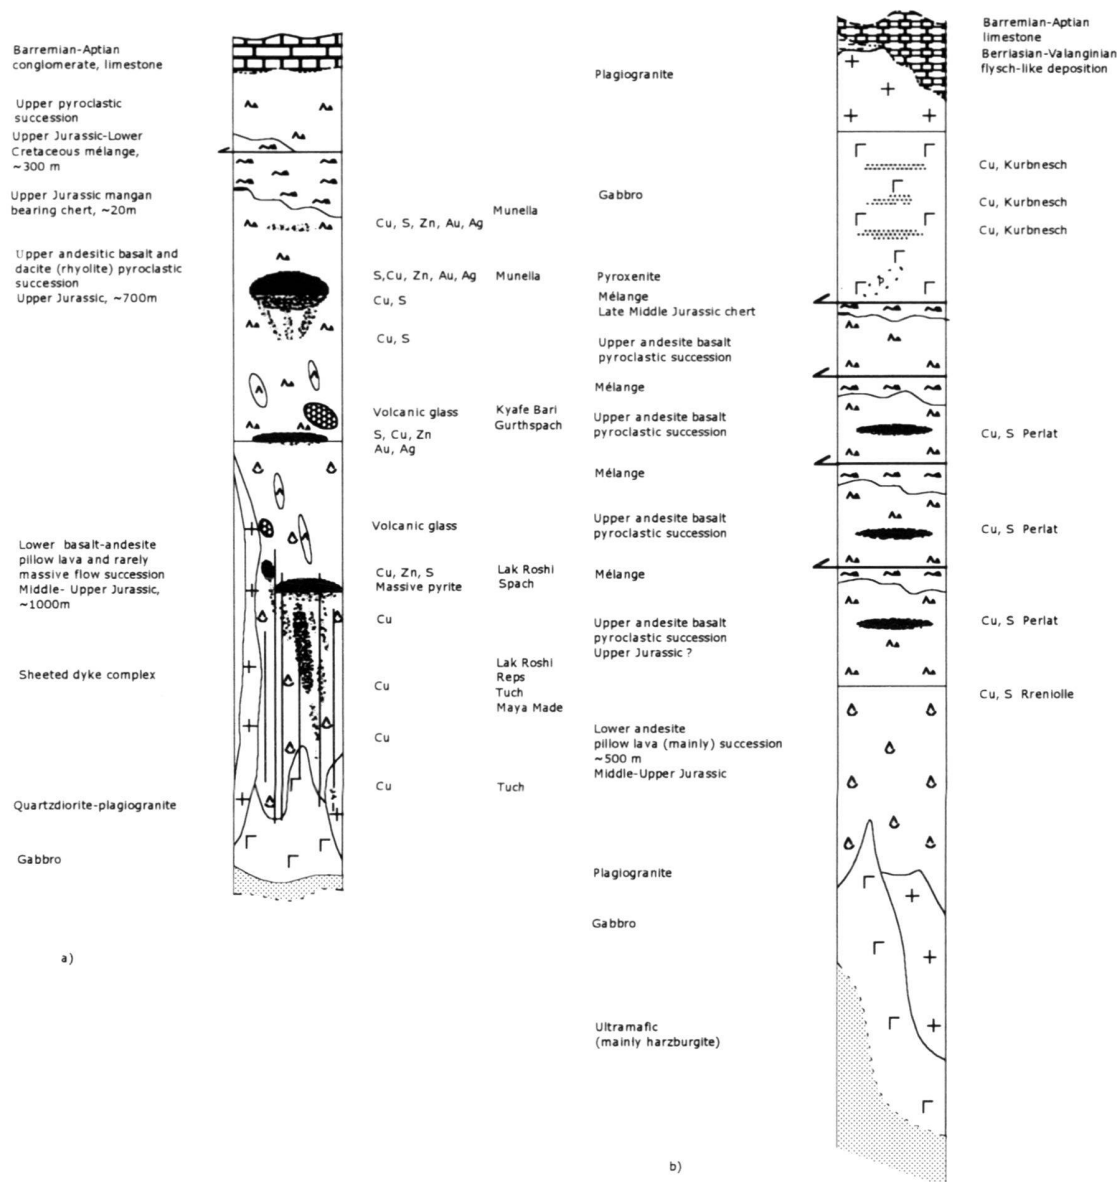 Barremian-Aptian
conglomerate, limestone
Upper pyroclastic
succession
Upper Jurassic-Lower
Cretaceous mélange,
~300 m
Upper Jurassic mangan
bearing chert, ~20m
Upper andesitic basalt and
dacite (rhyolite) pyroclastic
succession
Upper Jurassic, ~700m
Lower basalt-andesite
pillow lava and rarely
massive flow succession
Middle- Upper Jurassic,
~1000m
Sheeted dyke complex
Quartzdiorite-plagiogranite
Gabbro
Munella
Cu, S, Zn, Au, Ag
S,Cu, Zn, Au, Ag Munella
Cu, S
Cu, S
Volcanic glass Kyafe Bari
Gurthspach
S, Cu, Zn
Au, Ag
Volcanic glass
Cu, Zn, S Lak Roshi
Massive pyrite Spach
Cu
Lak Roshi
Reps
Cu Tuch
Maya Made
Cu
Cu Tuch
a)
Plagiogranite
Gabbro
Pyroxenite
Mélange
Late Middle Jurassic chert
Upper andesite basalt
pyroclastic succession
Mélange
Upper andesite basalt
pyroclastic succession
Mélange
Upper andesite basalt
pyroclastic succession
Mélange
Upper andesite basalt
pyroclastic succession
Upper Jurassic ?
Lower andesite
pillow lava (mainly) succession
~500 m
Middle-Upper Jurassic
Plagiogranite
Gabbro
Ultramafic
(mainly harzburgite)
Barremian-Aptian
limestone
Berriasian-Valanginian
flysch-like deposition
Cu, Kurbnesch
Cu, Kurbnesch
Cu, Kurbnesch
Cu, S Perlat
Cu, S Perlat
Cu, S Perlat
Cu, S Rreniolle
b)